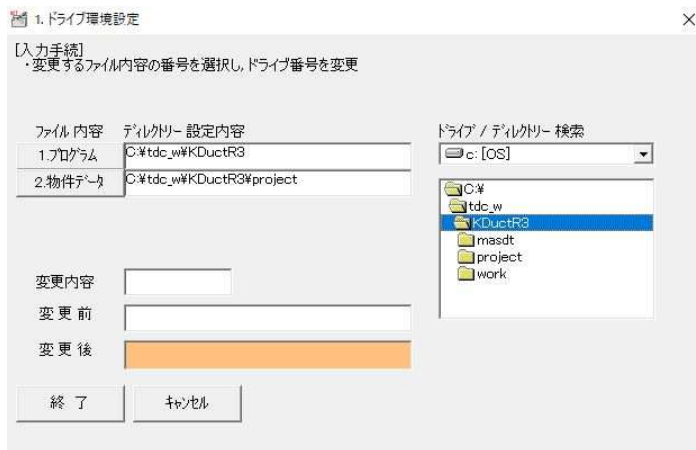 1. ドライブ環境設定
[入力手続]
・変更するファイル内容の番号を選択し, ドライブ番号を変更
ファイル 内容 ディレクトリー 設定内容
ドライブ / ディレクトリー 検索
1.プログラム C:¥tdc_w¥KDuctR3
c: [OS]
2.物件データ C:¥tdc_w¥KDuctR3¥project
C:¥
tdc_w
KDuctR3
masdt
project
work
変更内容
変更 前
変更 後
終 了 キャンセル